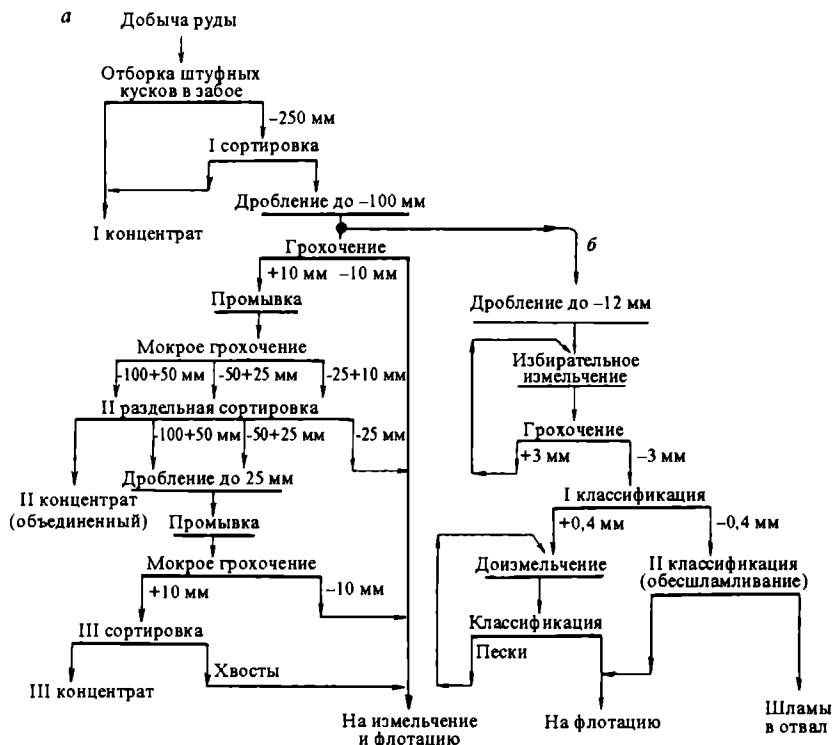 а
Добыча руды
Отборка штуфных
кусков в забое
–250 мм
I сортировка
Дробление до –100 мм
I концентрат
Грохочение
+10 мм –10 мм
Промывка
Мокрое грохочение
-100+50 мм -50+25 мм -25+10 мм
II раздельная сортировка
-100+50 мм -50+25 мм -25 мм
Дробление до 25 мм
II концентрат
(объединенный)
Промывка
Мокрое грохочение
+10 мм –10 мм
III сортировка
Хвосты
III концентрат
На измельчение
и флотацию
б
Дробление до –12 мм
Избирательное
измельчение
Грохочение
+3 мм –3 мм
I классификация
+0,4 мм –0,4 мм
Доизмельчение
II классификация
(обесшламливание)
Классификация
Пески
На флотацию
Шламы
в отвал